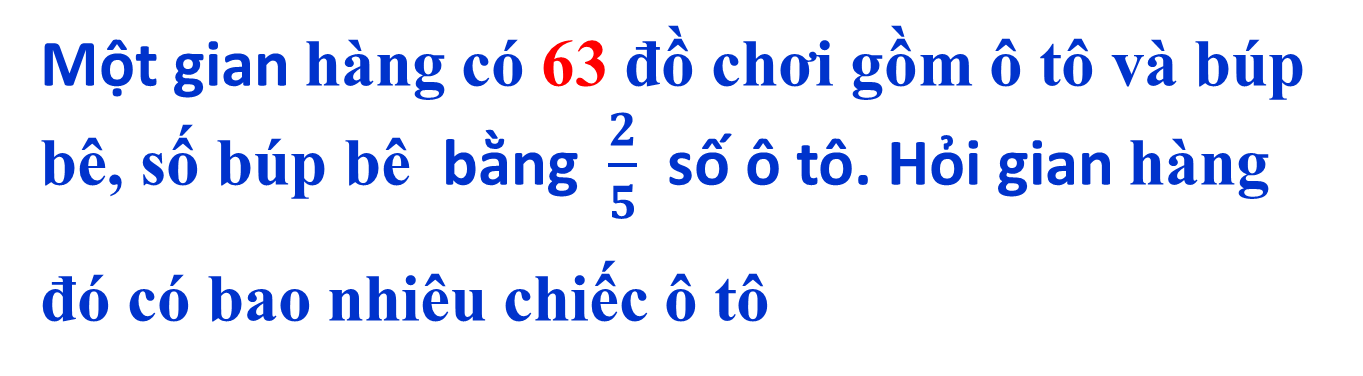 Một gian hàng có 63 đồ chơi gồm ô tô và búp
bê, số búp bê bằng 2/5 số ô tô. Hỏi gian hàng
đó có bao nhiêu chiếc ô tô